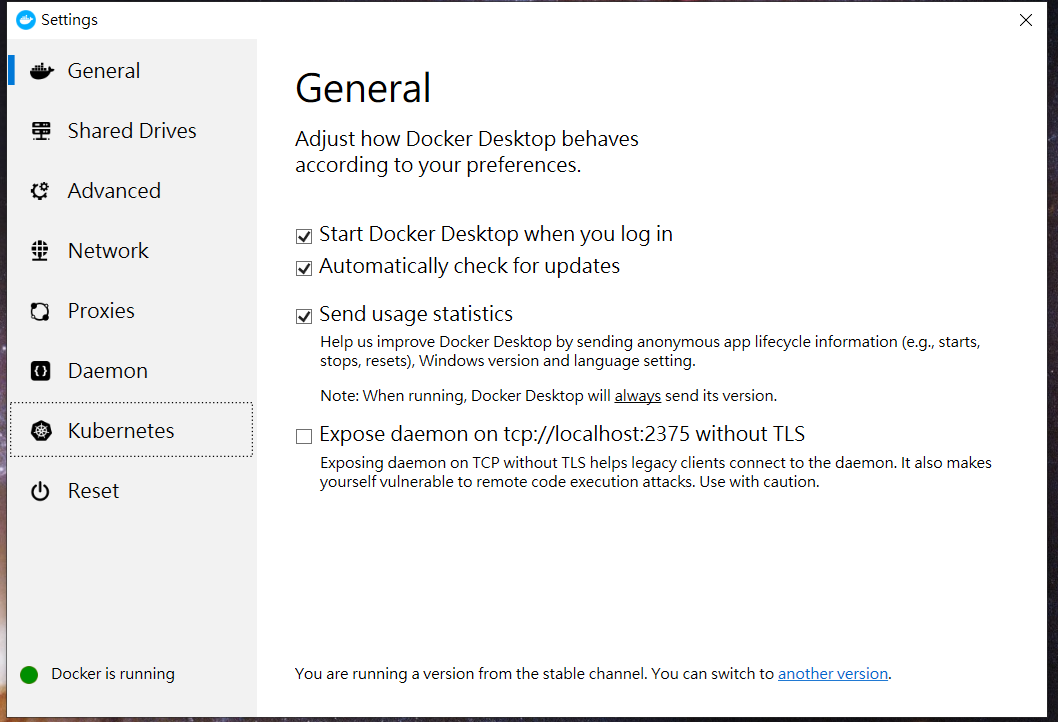 Settings
General
Shared Drives
Advanced
Network
Proxies
Daemon
Kubernetes
Reset
Docker is running
General
Adjust how Docker Desktop behaves
according to your preferences.
Start Docker Desktop when you log in
Automatically check for updates
Send usage statistics
Help us improve Docker Desktop by sending anonymous app lifecycle information (e.g., starts,
stops, resets), Windows version and language setting.
Note: When running, Docker Desktop will always send its version.
Expose daemon on tcp://localhost:2375 without TLS
Exposing daemon on TCP without TLS helps legacy clients connect to the daemon. It also makes
yourself vulnerable to remote code execution attacks. Use with caution.
You are running a version from the stable channel. You can switch to another version.